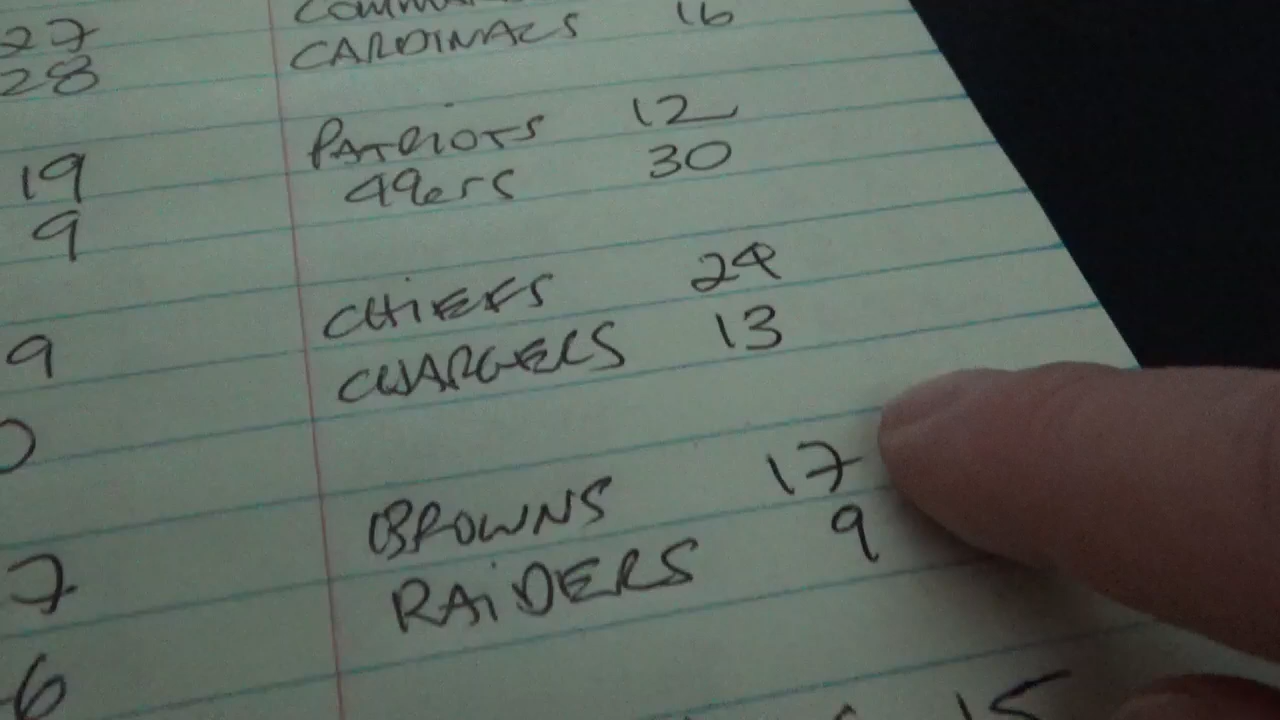 27
28
CARDINALS 16
19
9
PATRIOTS 12
49ers 30
9
CHIEFS 24
CHARGERS 13
7
BROWNS 17
RAiDERS 9
6
15